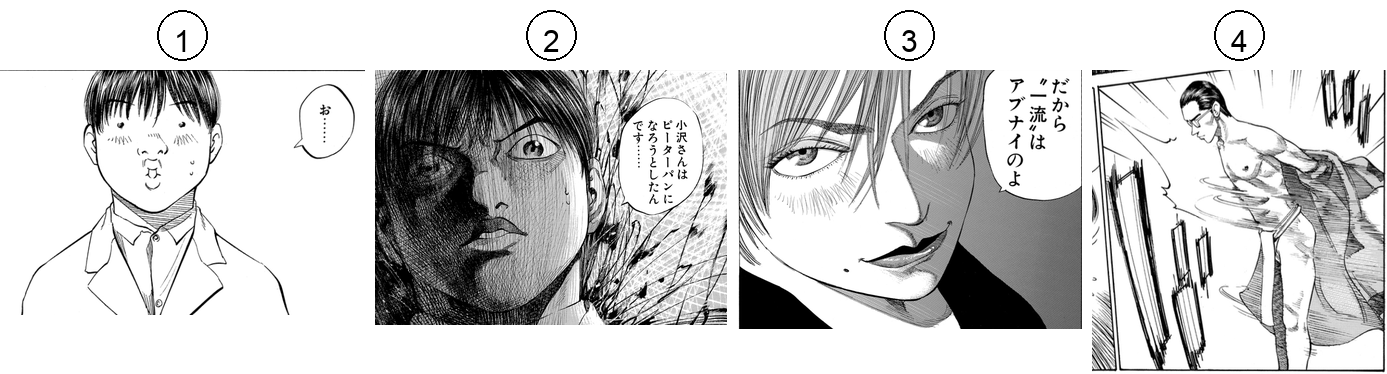 1
2
3
4
お……
小沢さんは
ピーターパンに
なろうとしたん
です……
だから
〝一流〟は
アブナイのよ